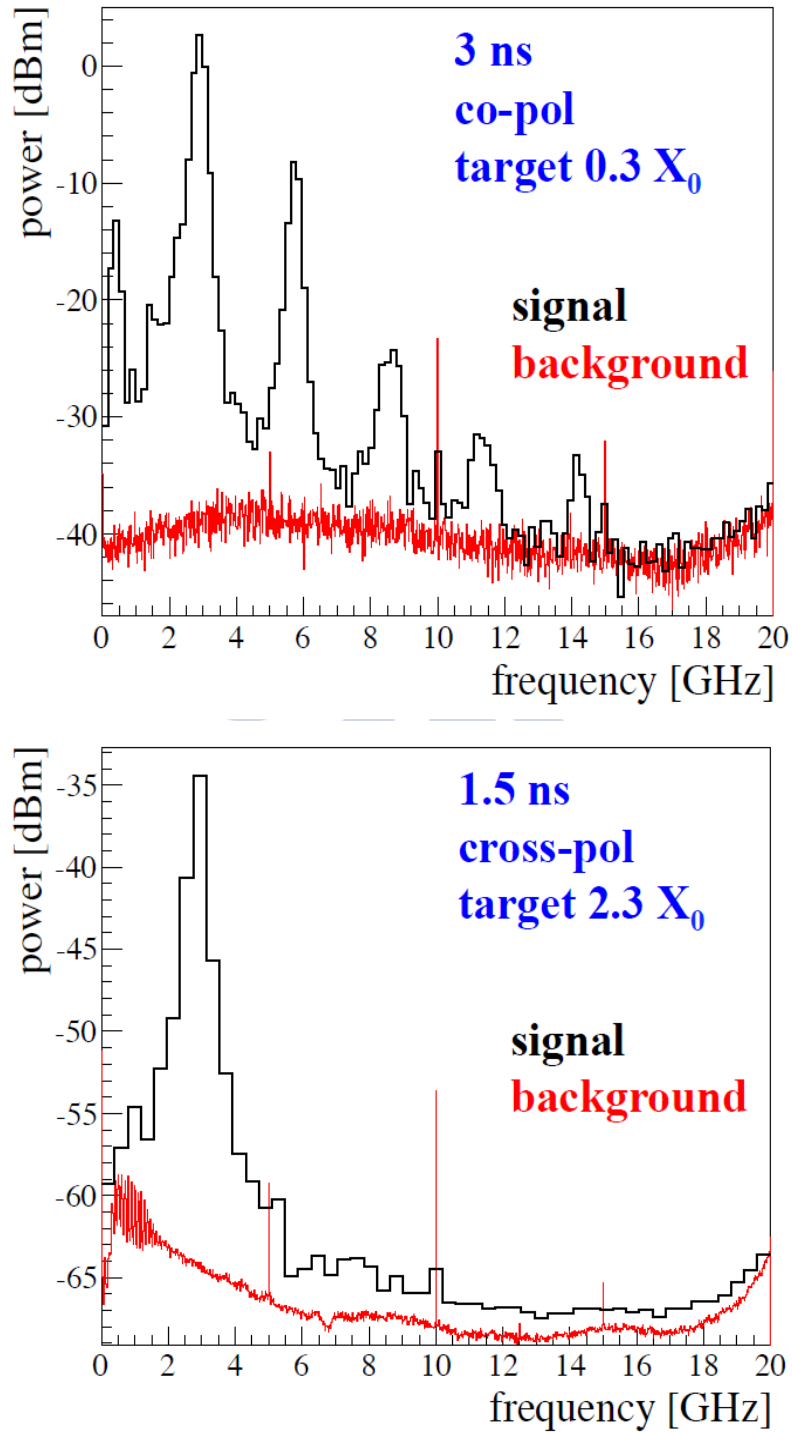 power [dBm]
0
-10
-20
-30
-40
3 ns
co-pol
target 0.3 X₀
signal
background
0 2 4 6 8 10 12 14 16 18 20
frequency [GHz]
power [dBm]
-35
-40
-45
-50
-55
-60
-65
1.5 ns
cross-pol
target 2.3 X₀
signal
background
0 2 4 6 8 10 12 14 16 18 20
frequency [GHz]